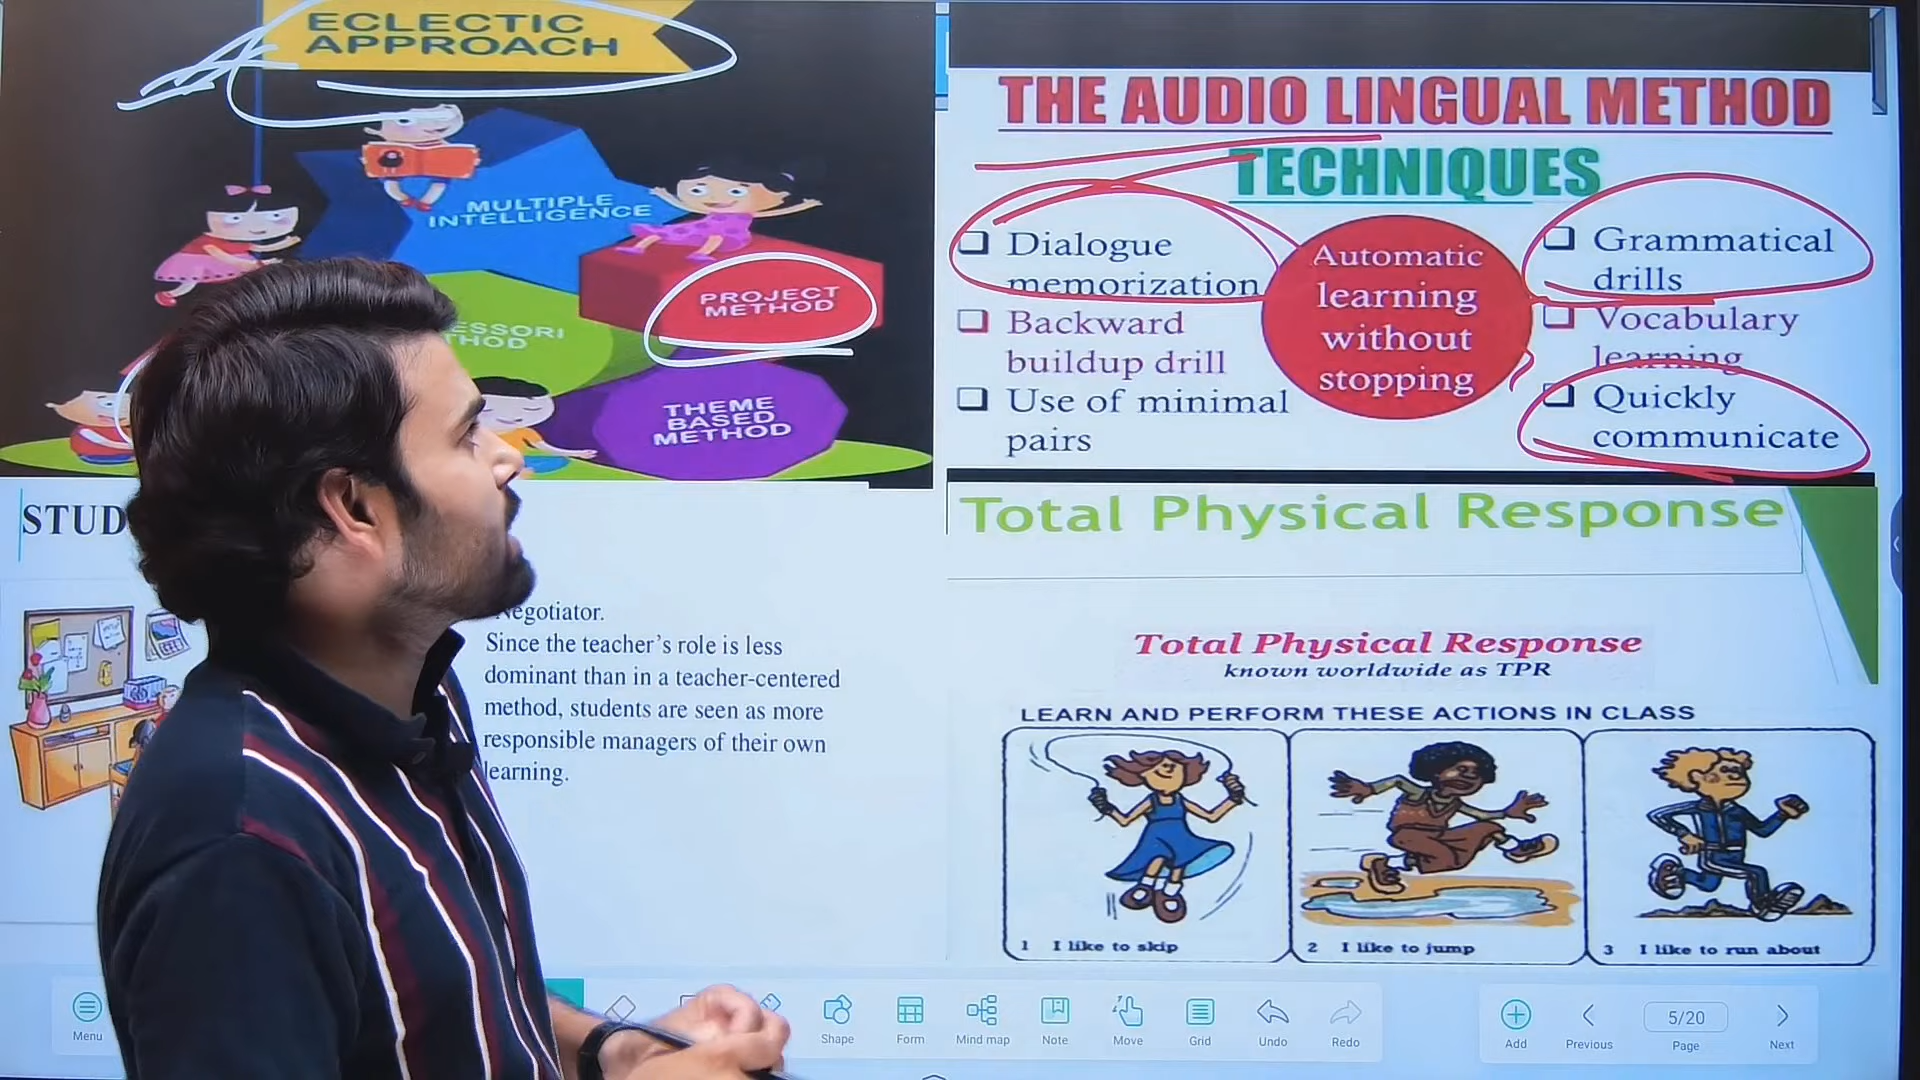 ECLECTIC
APPROACH
MULTIPLE
INTELLIGENCE
PROJECT
METHOD
ESSORI
THOD
THEME
BASED
METHOD
THE AUDIO LINGUAL METHOD
TECHNIQUES
Dialogue
memorization
Backward
buildup drill
Use of minimal
pairs
Automatic
learning
without
stopping
Grammatical
drills
Vocabulary
learning
Quickly
communicate
STUD
Negotiator.
Since the teacher's role is less
dominant than in a teacher-centered
method, students are seen as more
responsible managers of their own
learning.
Total Physical Response
Total Physical Response
known worldwide as TPR
LEARN AND PERFORM THESE ACTIONS IN CLASS
1 I like to skip
2 I like to jump
3 I like to run about
Menu
Shape
Form
Mind map
Note
Move
Grid
Undo
Redo
Add
Previous
5/20
Page
Next